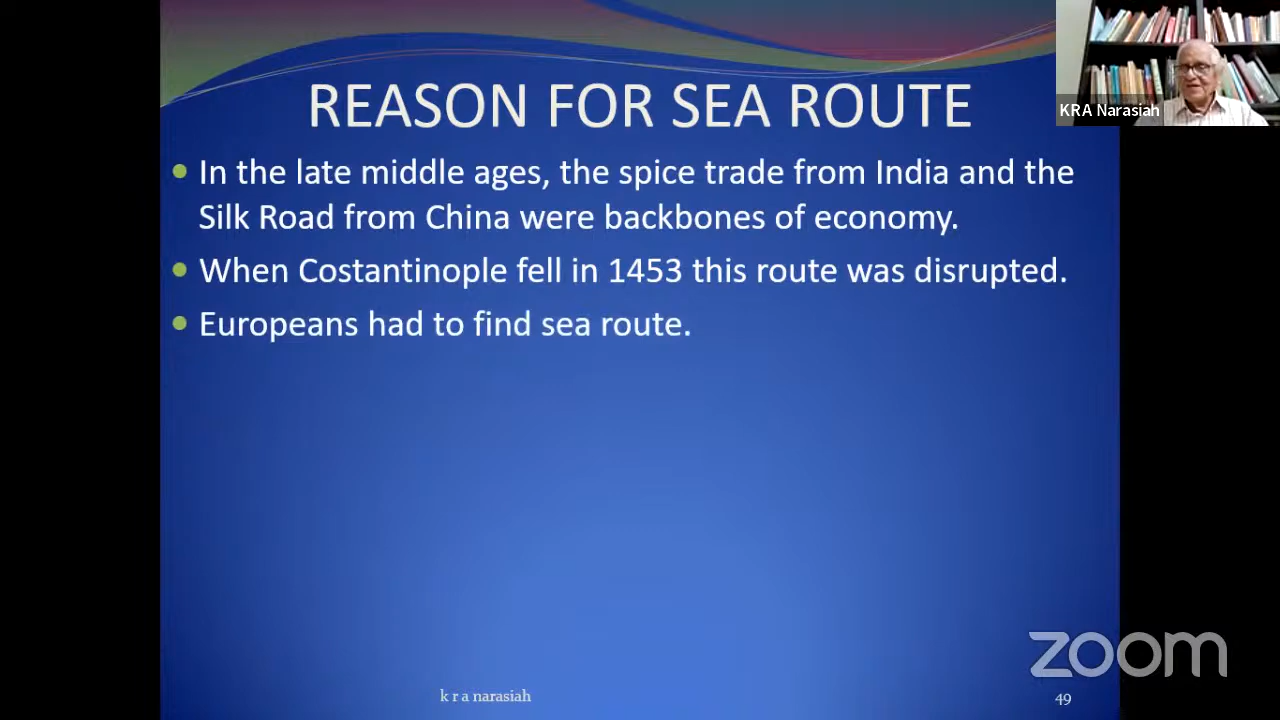 REASON FOR SEA ROUTE
KRA Narasiah
In the late middle ages, the spice trade from India and the
Silk Road from China were backbones of economy.
When Costantinople fell in 1453 this route was disrupted.
Europeans had to find sea route.
zoom
k r a narasiah
49